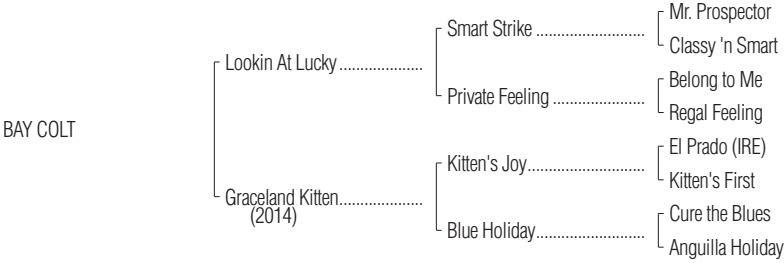 Mr. Prospector
Smart Strike ..........................
Classy 'n Smart
Lookin At Lucky ....................
Belong to Me
Private Feeling ......................
Regal Feeling
BAY COLT
El Prado (IRE)
Kitten's Joy............................
Kitten's First
Graceland Kitten....................
(2014)
Cure the Blues
Blue Holiday..........................
Anguilla Holiday